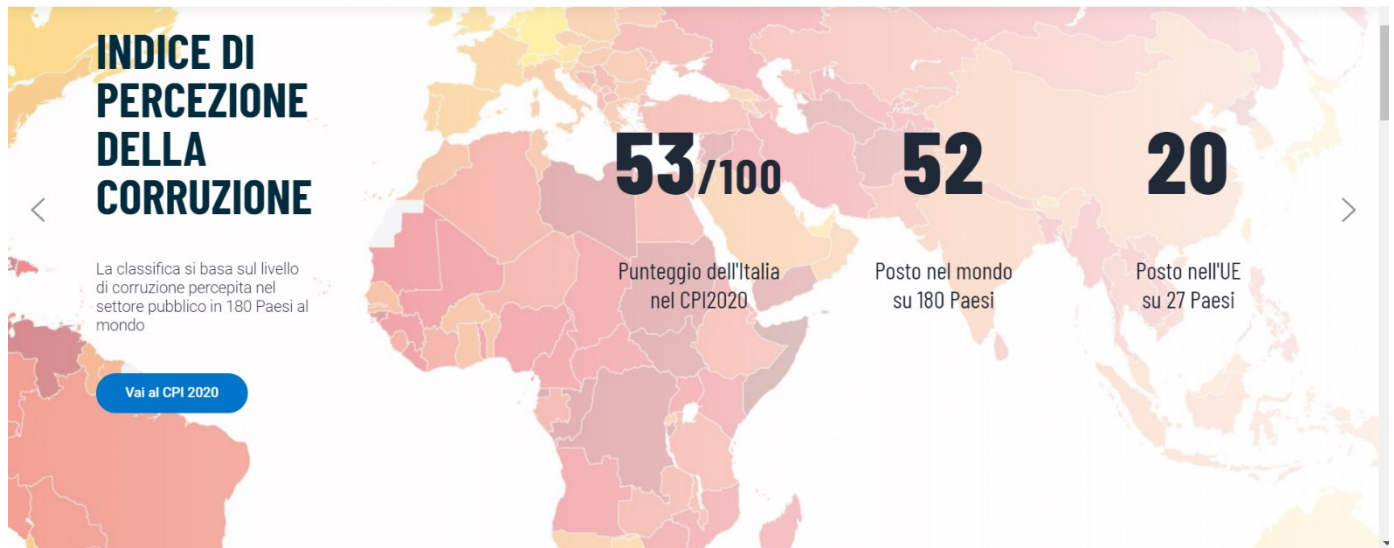 INDICE DI
PERCEZIONE
DELLA
CORRUZIONE
La classifica si basa sul livello
di corruzione percepita nel
settore pubblico in 180 Paesi al
mondo
Vai al CPI 2020
53/100
Punteggio dell'Italia
nel CPI2020
52
Posto nel mondo
su 180 Paesi
20
Posto nell'UE
su 27 Paesi